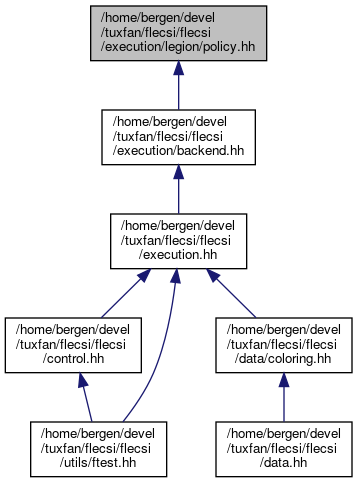 /home/bergen/devel
/tuxfan/flecsi/flecsi
/execution/legion/policy.hh
/home/bergen/devel
/tuxfan/flecsi/flecsi
/execution/backend.hh
/home/bergen/devel
/tuxfan/flecsi/flecsi
/execution.hh
/home/bergen/devel
/tuxfan/flecsi/flecsi
/control.hh
/home/bergen/devel
/tuxfan/flecsi/flecsi
/data/coloring.hh
/home/bergen/devel
/tuxfan/flecsi/flecsi
/utils/ftest.hh
/home/bergen/devel
/tuxfan/flecsi/flecsi
/data.hh